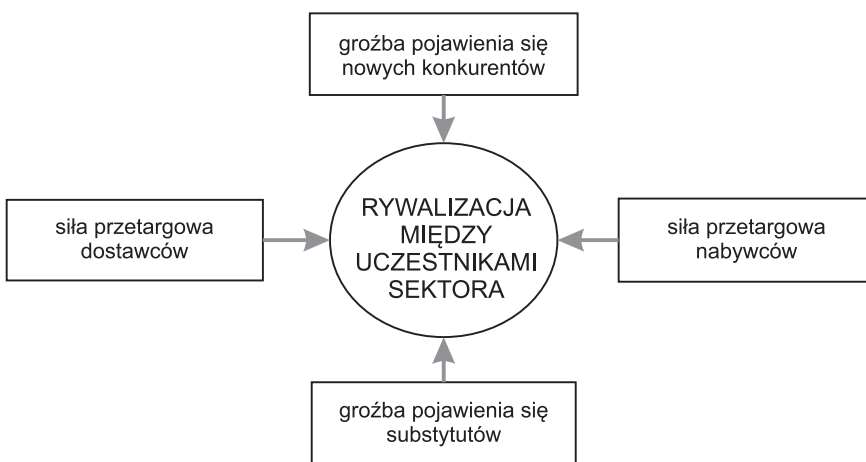 groźba pojawienia się
nowych konkurentów
siła przetargowa
dostawców
RYWALIZACJA
MIĘDZY
UCZESTNIKAMI
SEKTORA
siła przetargowa
nabywców
groźba pojawienia się
substytutów